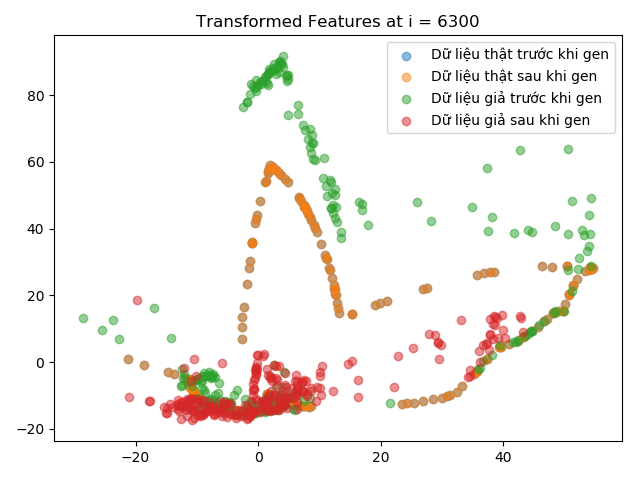 Transformed Features at i = 6300
Dữ liệu thật trước khi gen
Dữ liệu thật sau khi gen
Dữ liệu giả trước khi gen
Dữ liệu giả sau khi gen
80
60
40
20
0
−20
−20 0 20 40